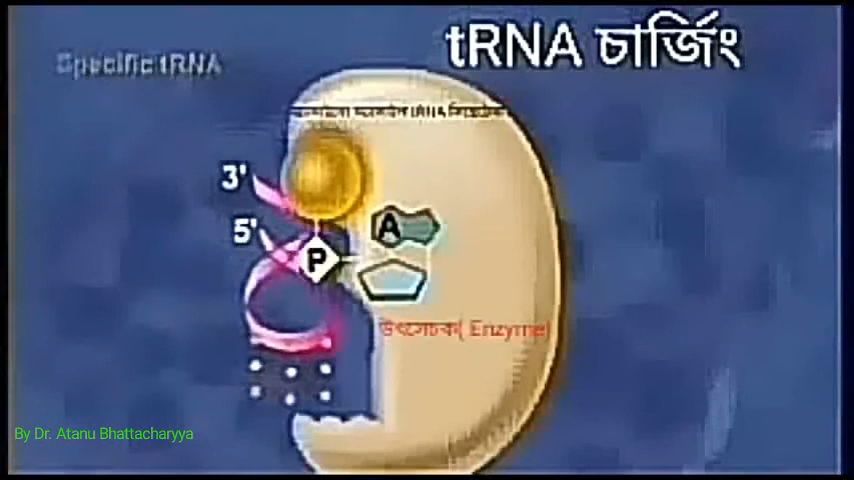 tRNA চার্জিং
Specific tRNA
3'
5'
A
P
উৎসেচক( Enzyme)
By Dr. Atanu Bhattacharyya